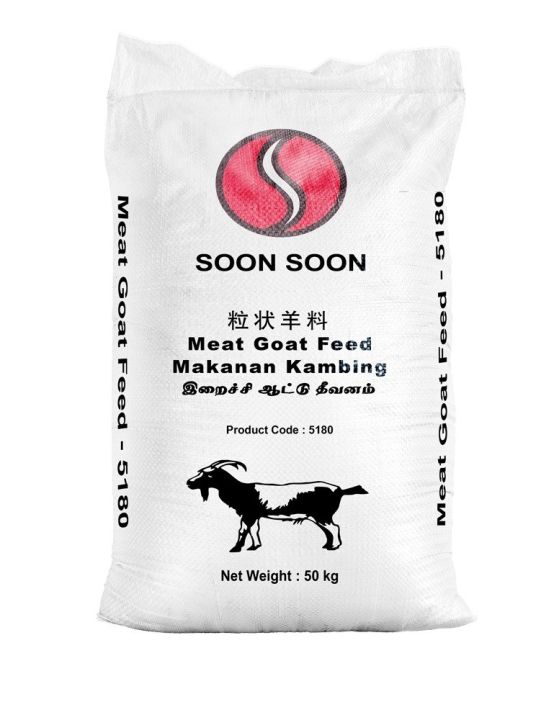 SOON SOON
粒状羊料
Meat Goat Feed
Makanan Kambing
இறைச்சி ஆட்டு தீவனம்
Product Code : 5180
Net Weight : 50 kg
Meat Goat Feed - 5180
Meat Goat Feed - 5180